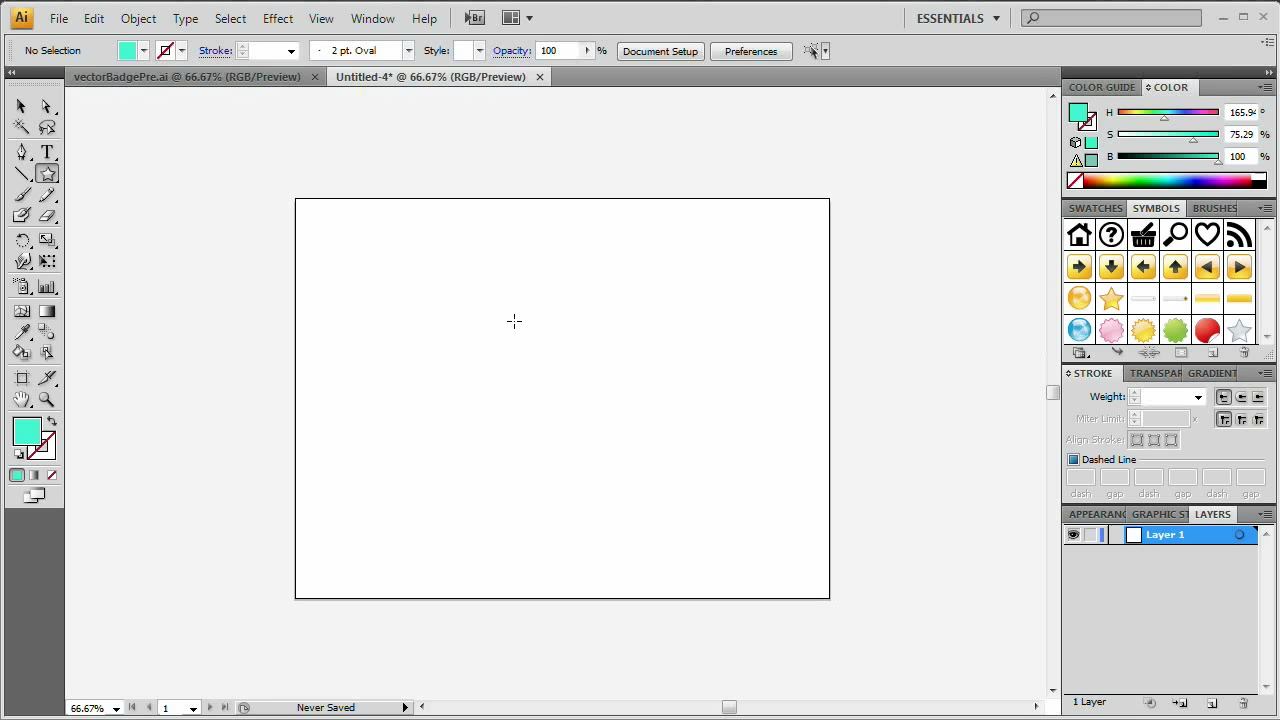 Ai File Edit Object Type Select Effect View Window Help Br ESSENTIALS
No Selection Stroke: 2 pt. Oval Style: Opacity: 100 % Document Setup Preferences
vectorBadgePre.ai @ 66.67% (RGB/Preview) Untitled-4* @ 66.67% (RGB/Preview)
COLOR GUIDE COLOR
H 165.94 °
S 75.29 %
B 100 %
SWATCHES SYMBOLS BRUSHES
STROKE TRANSPAR GRADIENT
Weight:
Miter Limit: x
Align Stroke:
Dashed Line
dash gap dash gap dash gap
APPEARANC GRAPHIC ST LAYERS
Layer 1
1 Layer
66.67% 1 Never Saved